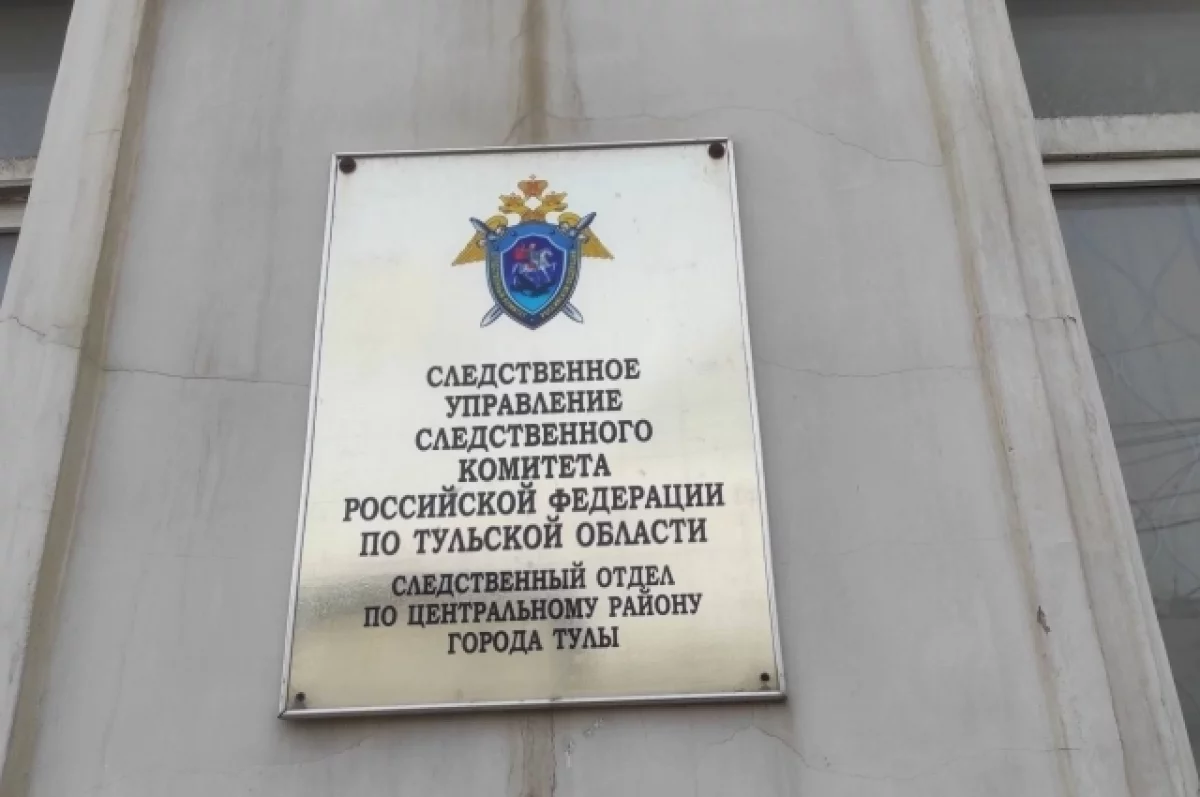 СЛЕДСТВЕННОЕ
УПРАВЛЕНИЕ
СЛЕДСТВЕННОГО
КОМИТЕТА
РОССИЙСКОЙ ФЕДЕРАЦИИ
ПО ТУЛЬСКОЙ ОБЛАСТИ
СЛЕДСТВЕННЫЙ ОТДЕЛ
ПО ЦЕНТРАЛЬНОМУ РАЙОНУ
ГОРОДА ТУЛЫ